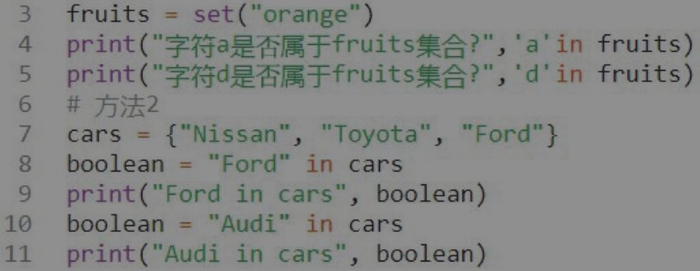 3 fruits = set("orange")
4 print("字符a是否属于fruits集合?",'a'in fruits)
5 print("字符d是否属于fruits集合?",'d'in fruits)
6 # 方法2
7 cars = {"Nissan", "Toyota", "Ford"}
8 boolean = "Ford" in cars
9 print("Ford in cars", boolean)
10 boolean = "Audi" in cars
11 print("Audi in cars", boolean)